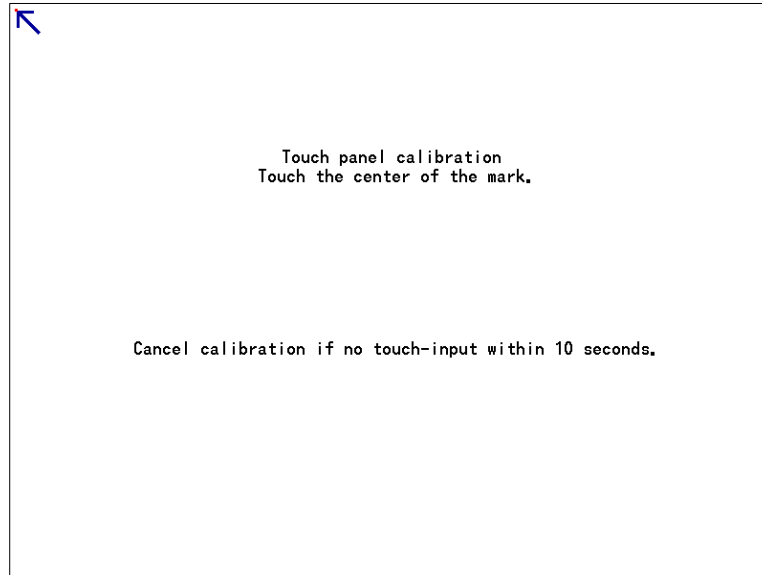 Touch panel calibration
Touch the center of the mark.
Cancel calibration if no touch-input within 10 seconds.